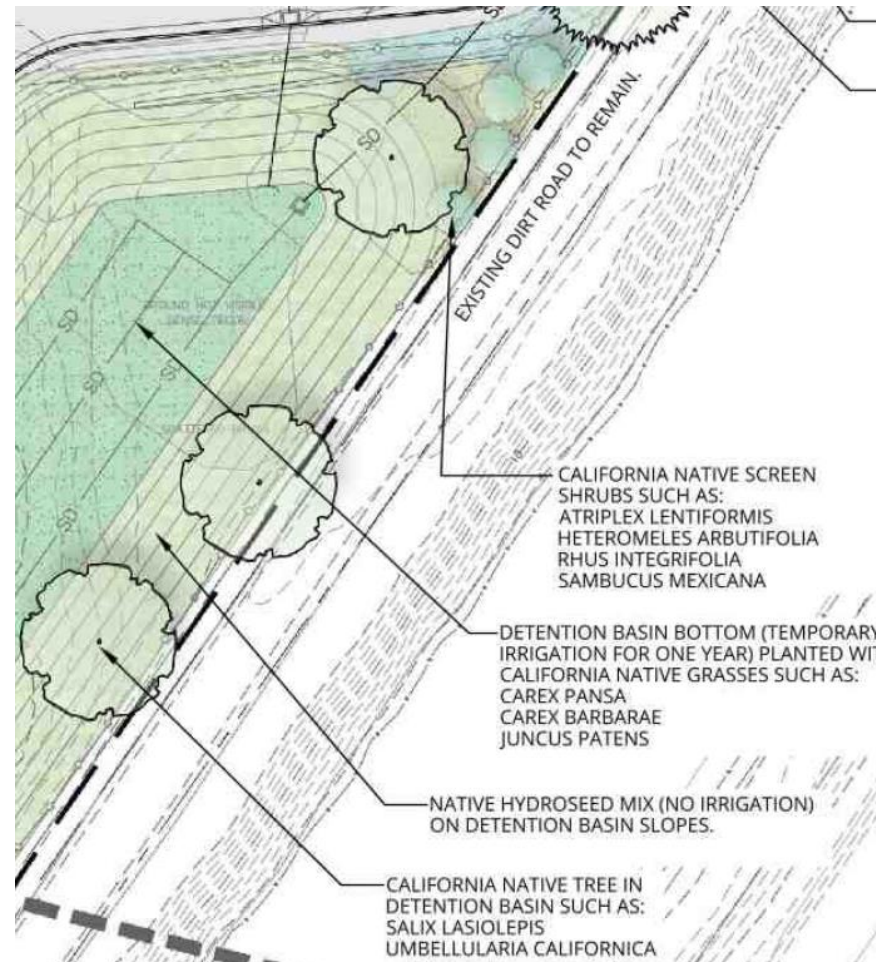 SD
SD
EXISTING DIRT ROAD TO REMAIN.
SD
SD
SD
CALIFORNIA NATIVE SCREEN
SHRUBS SUCH AS:
ATRIPLEX LENTIFORMIS
HETEROMELES ARBUTIFOLIA
RHUS INTEGRIFOLIA
SAMBUCUS MEXICANA
DETENTION BASIN BOTTOM (TEMPORARY
IRRIGATION FOR ONE YEAR) PLANTED WIT
CALIFORNIA NATIVE GRASSES SUCH AS:
CAREX PANSA
CAREX BARBARAE
JUNCUS PATENS
NATIVE HYDROSEED MIX (NO IRRIGATION)
ON DETENTION BASIN SLOPES.
CALIFORNIA NATIVE TREE IN
DETENTION BASIN SUCH AS:
SALIX LASIOLEPIS
UMBELLULARIA CALIFORNICA